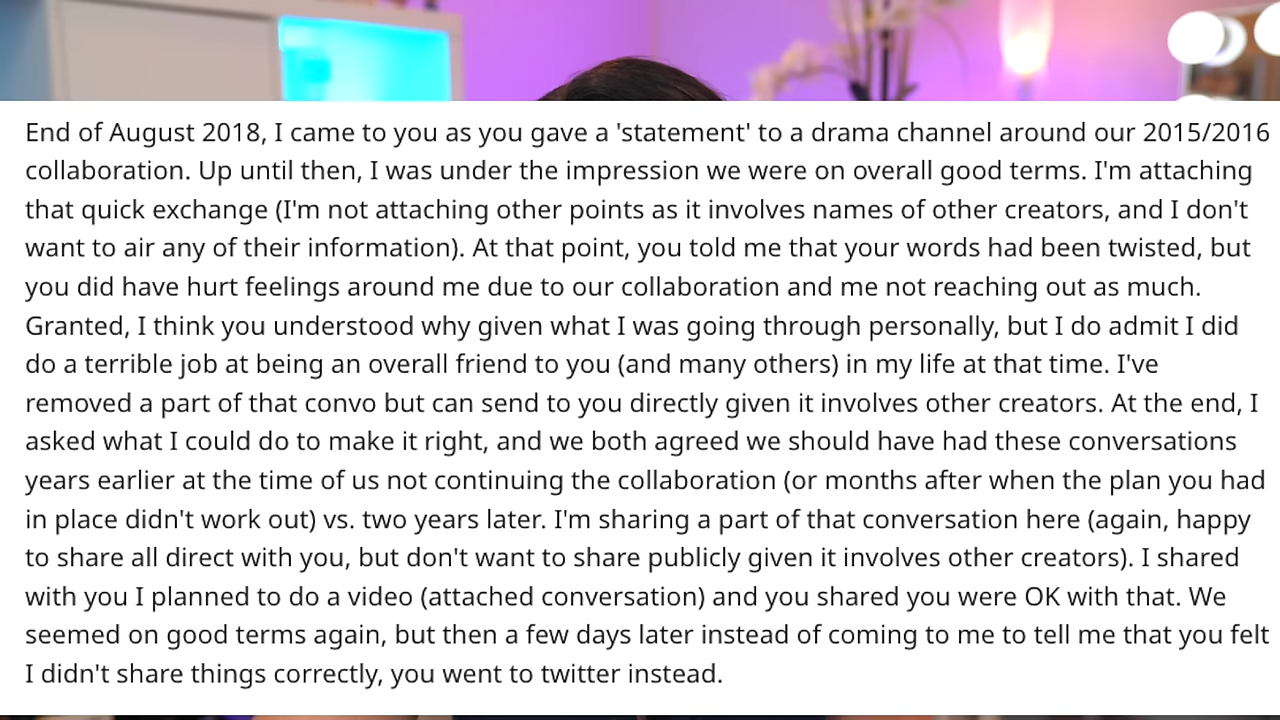 End of August 2018, I came to you as you gave a 'statement' to a drama channel around our 2015/2016
collaboration. Up until then, I was under the impression we were on overall good terms. I'm attaching
that quick exchange (I'm not attaching other points as it involves names of other creators, and I don't
want to air any of their information). At that point, you told me that your words had been twisted, but
you did have hurt feelings around me due to our collaboration and me not reaching out as much.
Granted, I think you understood why given what I was going through personally, but I do admit I did
do a terrible job at being an overall friend to you (and many others) in my life at that time. I've
removed a part of that convo but can send to you directly given it involves other creators. At the end, I
asked what I could do to make it right, and we both agreed we should have had these conversations
years earlier at the time of us not continuing the collaboration (or months after when the plan you had
in place didn't work out) vs. two years later. I'm sharing a part of that conversation here (again, happy
to share all direct with you, but don't want to share publicly given it involves other creators). I shared
with you I planned to do a video (attached conversation) and you shared you were OK with that. We
seemed on good terms again, but then a few days later instead of coming to me to tell me that you felt
I didn't share things correctly, you went to twitter instead.